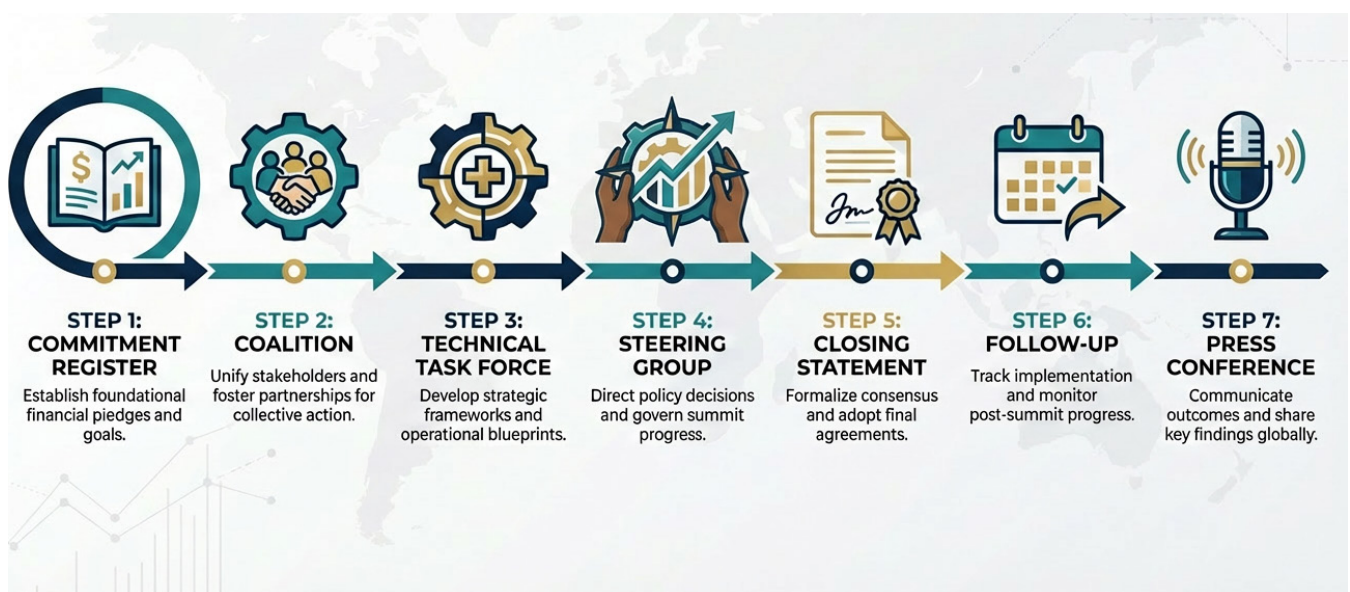 STEP 1:
COMMITMENT
REGISTER
Establish foundational
financial piedges and
goals.
STEP 2:
COALITION
Unify stakeholders and
foster partnerships for
collective action.
STEP 3:
TECHNICAL
TASK FORCE
Develop strategic
frameworks and
operational blueprints.
STEP 4:
STEERING
GROUP
Direct policy decisions
and govern summit
progress.
STEP 5:
CLOSING
STATEMENT
Formalize consensus
and adopt final
agreements.
STEP 6:
FOLLOW-UP
Track implementation
and monitor
post-summit progress.
STEP 7:
PRESS
CONFERENCE
Communicate
outcomes and share
key findings globally.